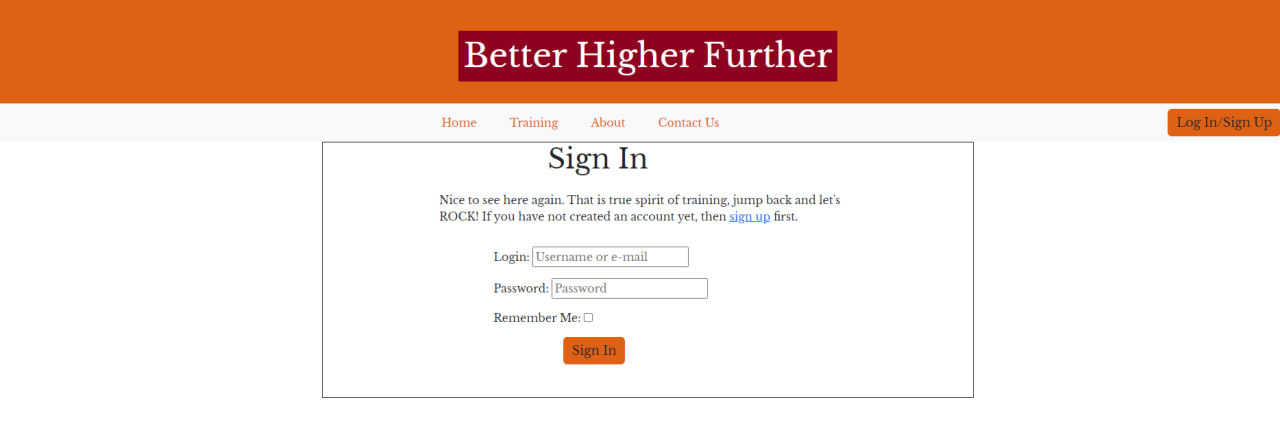 Better Higher Further
Home Training About Contact Us Log In/Sign Up
Sign In
Nice to see here again. That is true spirit of training, jump back and let's
ROCK! If you have not created an account yet, then sign up first.
Login: Username or e-mail
Password: Password
Remember Me:
Sign In